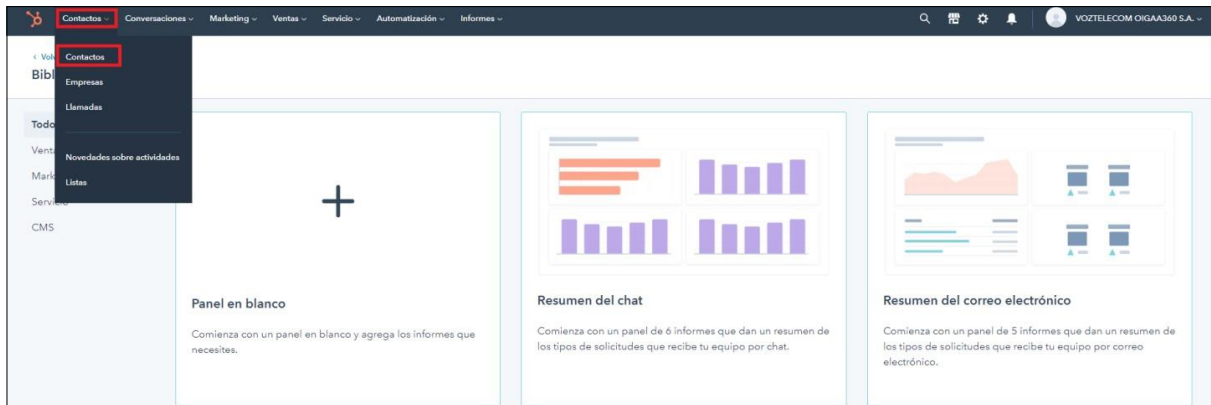 Contactos Conversaciones Marketing Ventas Servicio Automatización Informes VOZTELECOM OIGAA360 S.A.
Contactos
Empresas
Llamadas
Novedades sobre actividades
Listas
CMS
Panel en blanco
Comienza con un panel en blanco y agrega los informes que
necesites.
Resumen del chat
Comienza con un panel de 6 informes que dan un resumen de
los tipos de solicitudes que recibe tu equipo por chat.
Resumen del correo electrónico
Comienza con un panel de 5 informes que dan un resumen de
los tipos de solicitudes que recibe tu equipo por correo
electrónico.